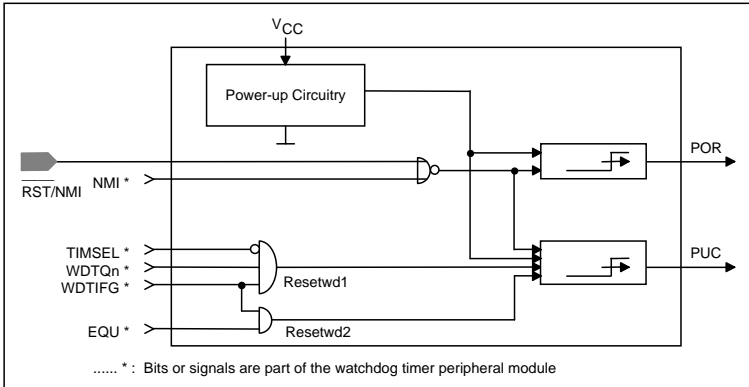 VCC
Power-up Circuitry
POR
RST/NMI
NMI *
TIMSEL *
WDTQn *
WDTIFG *
Resetwd1
PUC
EQU *
Resetwd2
...... * : Bits or signals are part of the watchdog timer peripheral module